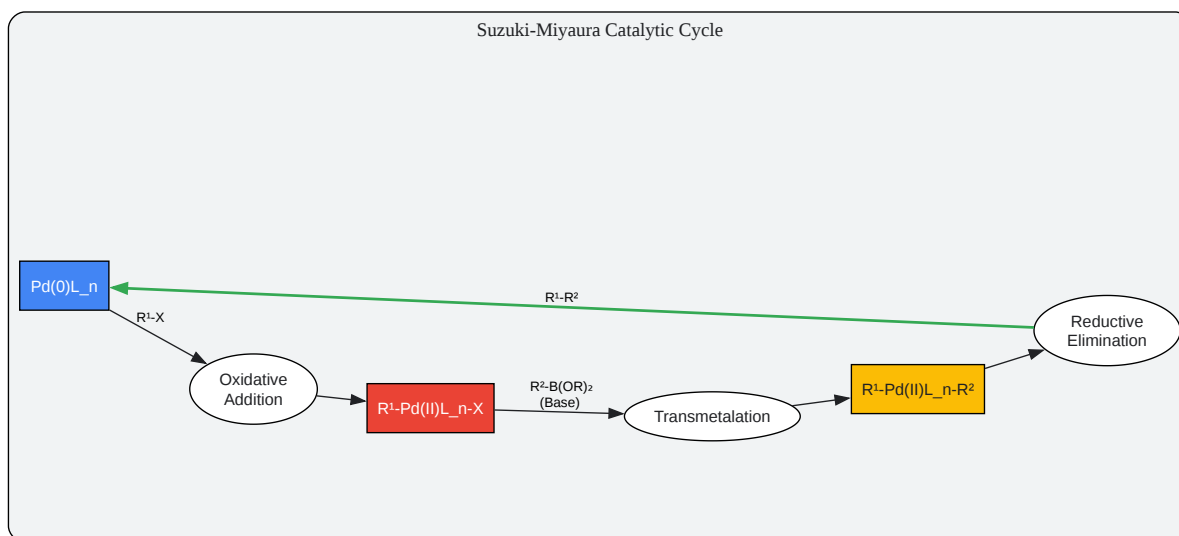 Suzuki-Miyaura Catalytic Cycle
Pd(0)L_n
R¹-X
Oxidative
Addition
R¹-Pd(II)L_n-X
R²-B(OR)₂
(Base)
Transmetalation
R¹-Pd(II)L_n-R²
Reductive
Elimination
R¹-R²